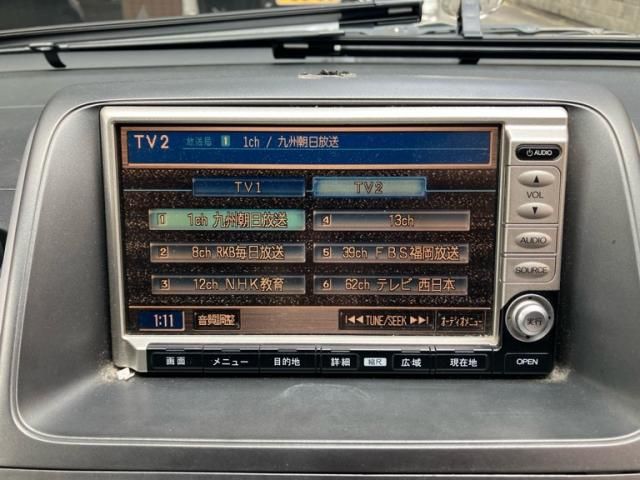 TV2 放送局 1 1ch / 九州朝日放送
TV1 TV2
1 1ch 九州朝日放送
4 13ch
2 8ch RKB毎日放送
5 39ch FBS福岡放送
3 12ch NHK教育
6 62ch テレビ西日本
1:11 音質調整 |◀◀ TUNE/SEEK ▶▶| オーディオメニュー
AUDIO
VOL
AUDIO
SOURCE
実行
OPEN
画面 メニュー 目的地 詳細 縮尺 広域 現在地